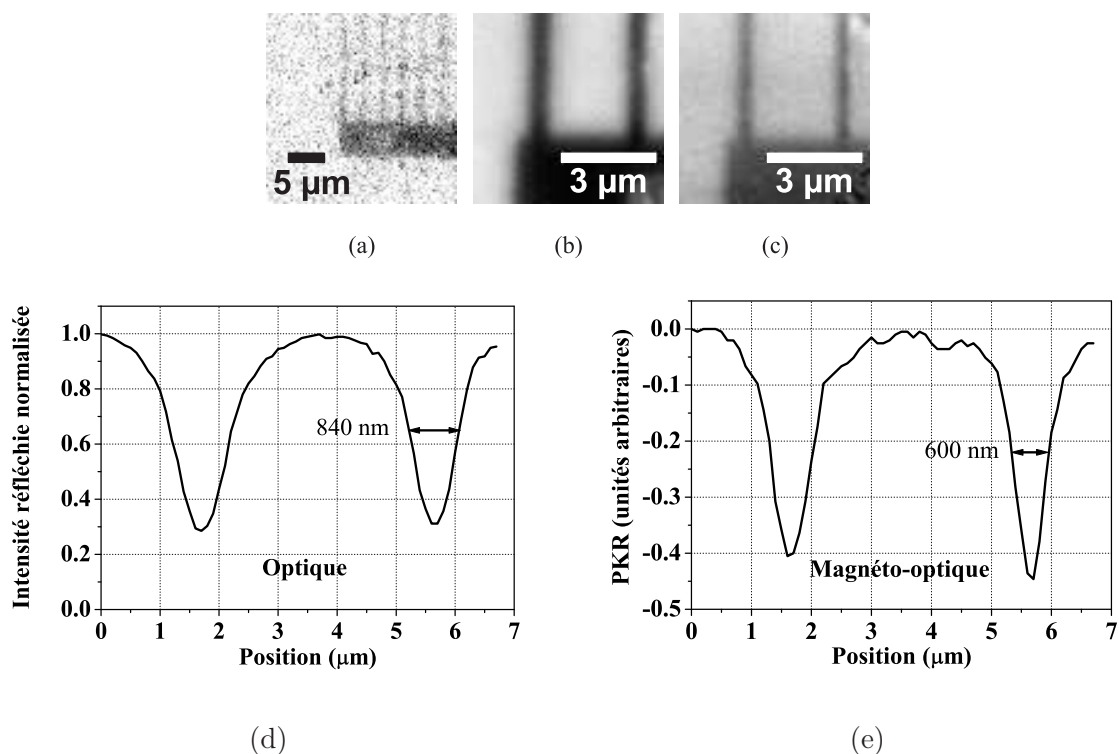 5 μm
3 μm
3 μm
(a)
(b)
(c)
Intensité réfléchie normalisée
1.0
0.8
0.6
0.4
0.2
0.0
840 nm
Optique
0
1
2
3
4
5
6
7
Position (μm)
(d)
PKR (unités arbitraires)
0.0
-0.1
-0.2
-0.3
-0.4
-0.5
600 nm
Magnéto-optique
0
1
2
3
4
5
6
7
Position (μm)
(e)